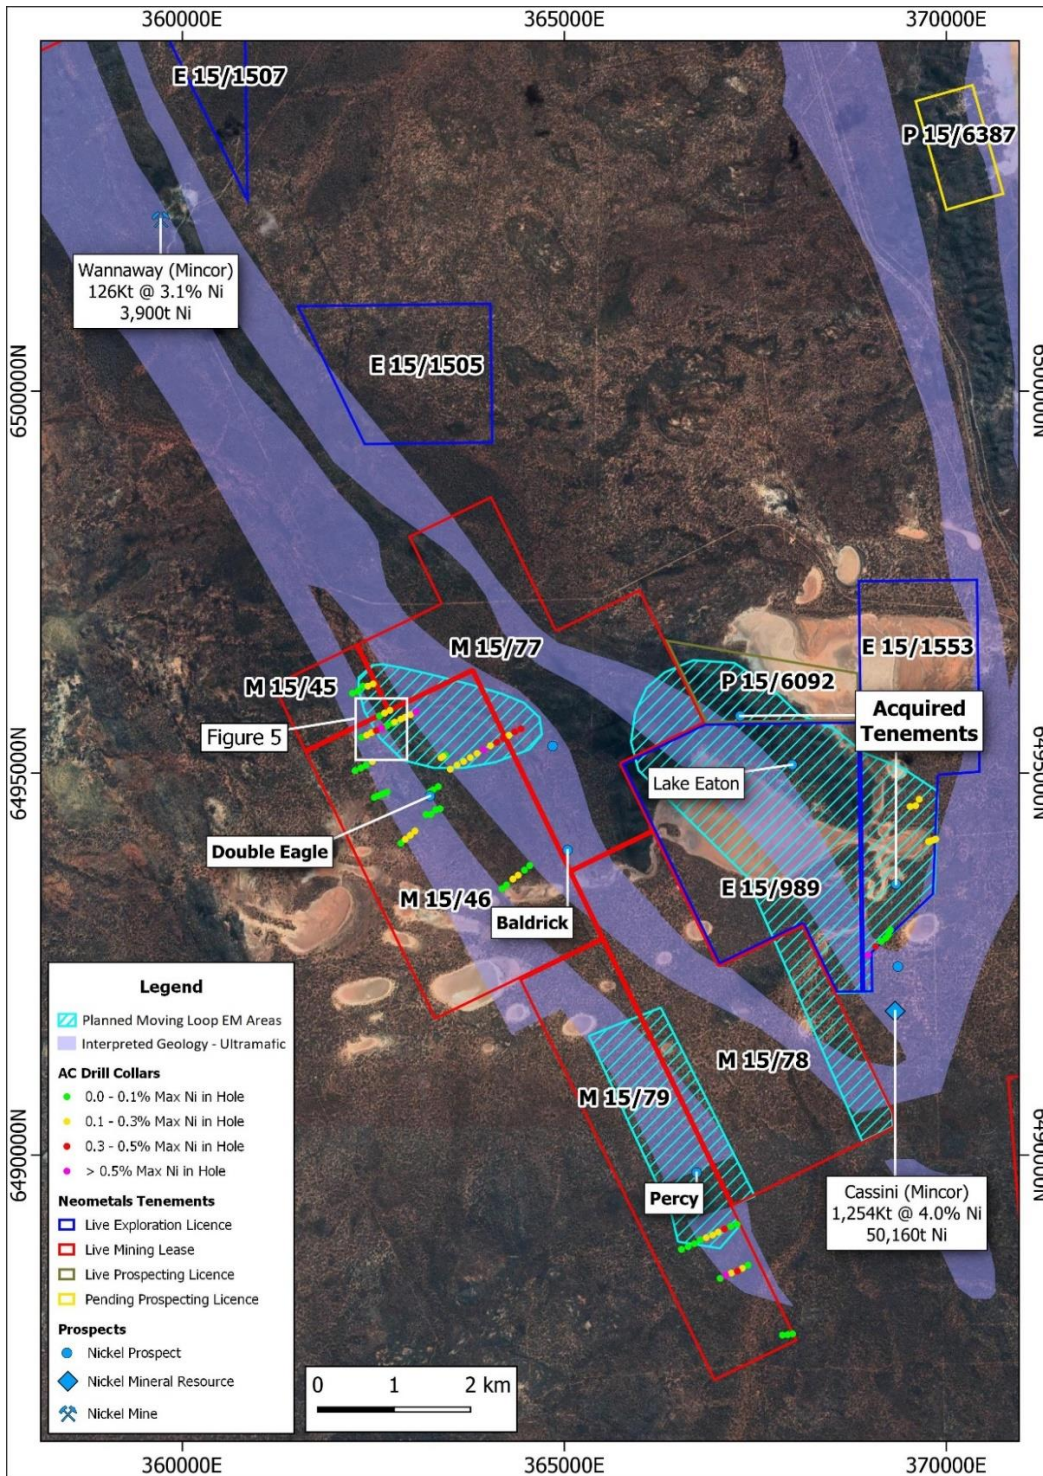 360000E
365000E
370000E
E 15/1507
P 15/6387
Wannaway (Mincor)
126Kt @ 3.1% Ni
3,900t Ni
E 15/1505
6500000N
6500000N
M 15/77
E 15/1553
M 15/45
P 15/6092
Acquired
Tenements
Figure 5
Lake Eaton
6495000N
6495000N
Double Eagle
M 15/46
E 15/989
Baldrick
M 15/78
M 15/79
6490000N
6490000N
Percy
Cassini (Mincor)
1,254Kt @ 4.0% Ni
50,160t Ni
Legend
Planned Moving Loop EM Areas
Interpreted Geology - Ultramafic
AC Drill Collars
0.0 - 0.1% Max Ni in Hole
0.1 - 0.3% Max Ni in Hole
0.3 - 0.5% Max Ni in Hole
> 0.5% Max Ni in Hole
Neometals Tenements
Live Exploration Licence
Live Mining Lease
Live Prospecting Licence
Pending Prospecting Licence
Prospects
Nickel Prospect
Nickel Mineral Resource
Nickel Mine
0 1 2 km
360000E
365000E
370000E